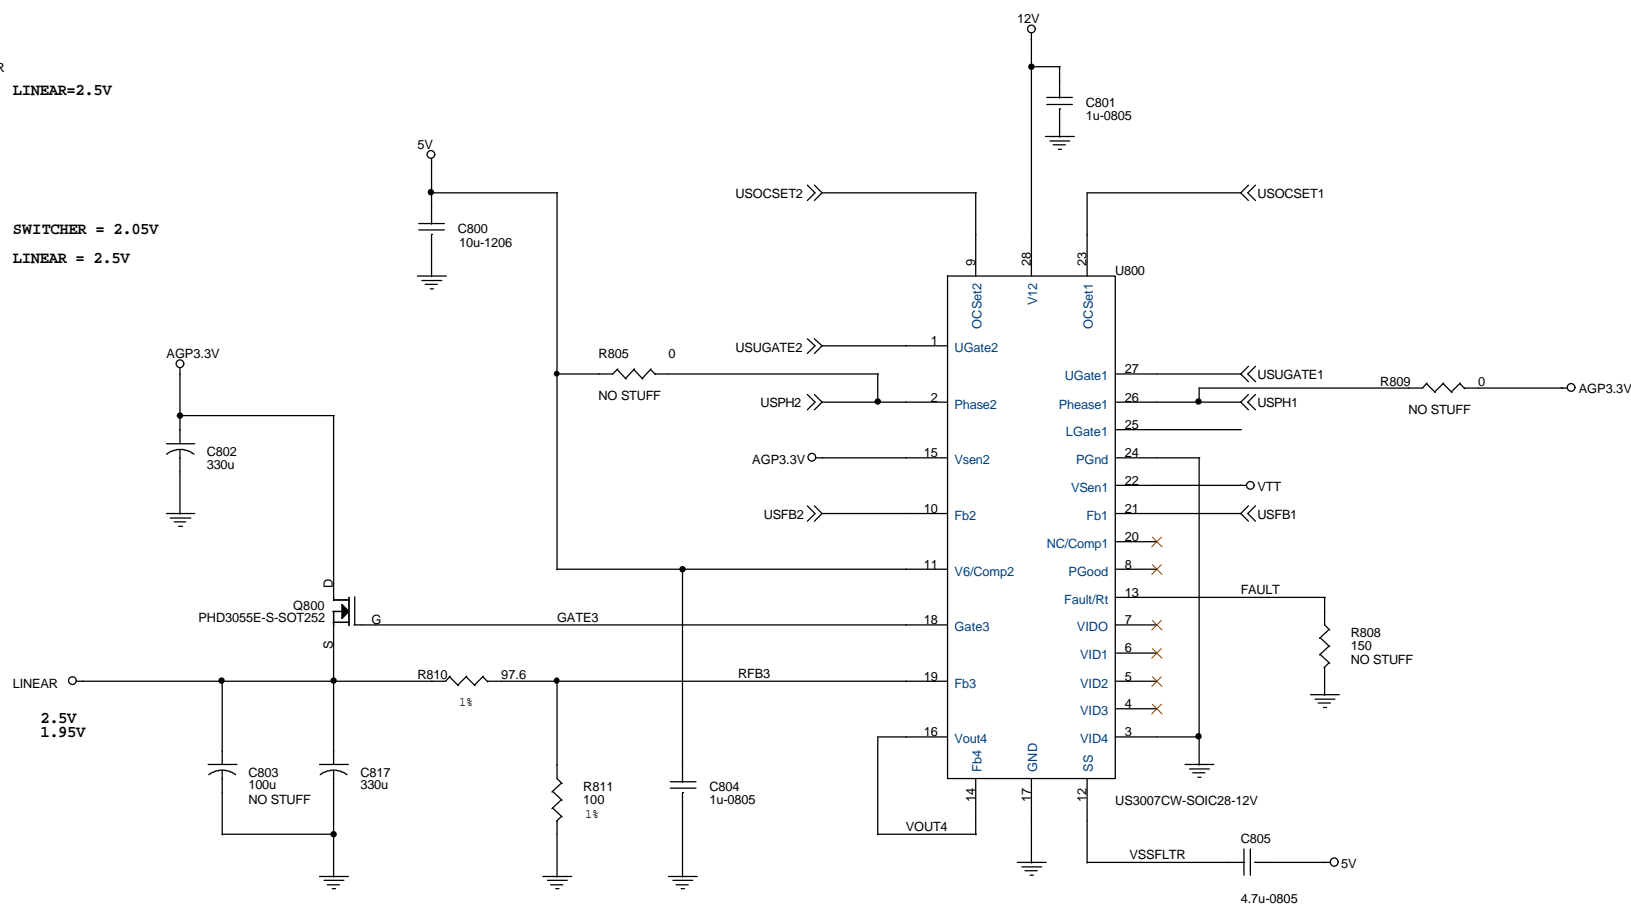 12V
R
LINEAR=2.5V
C801
1u-0805
5V
USOCSET2
USOCSET1
C800
10u-1206
SWITCHER = 2.05V
LINEAR = 2.5V
9
28
23
U800
OCSet2
V12
OCSet1
AGP3.3V
USUGATE2
1
UGate2
R805
0
NO STUFF
UGate1
27
USUGATE1
R809
0
AGP3.3V
NO STUFF
USPH2
2
Phase2
Phease1
26
USPH1
LGate1
25
C802
330u
AGP3.3V
15
Vsen2
PGnd
24
VSen1
22
VTT
USFB2
10
Fb2
Fb1
21
USFB1
NC/Comp1
20
11
V6/Comp2
PGood
8
D
Q800
PHD3055E-S-SOT252
G
S
Fault/Rt
13
FAULT
GATE3
18
Gate3
VIDO
7
R808
150
NO STUFF
VID1
6
LINEAR
R810
97.6
1%
RFB3
19
Fb3
VID2
5
2.5V
1.95V
VID3
4
16
Vout4
VID4
3
Fb4
GND
SS
C803
100u
NO STUFF
C817
330u
R811
100
1%
C804
1u-0805
14
17
12
US3007CW-SOIC28-12V
VOUT4
C805
VSSFLTR
5V
4.7u-0805